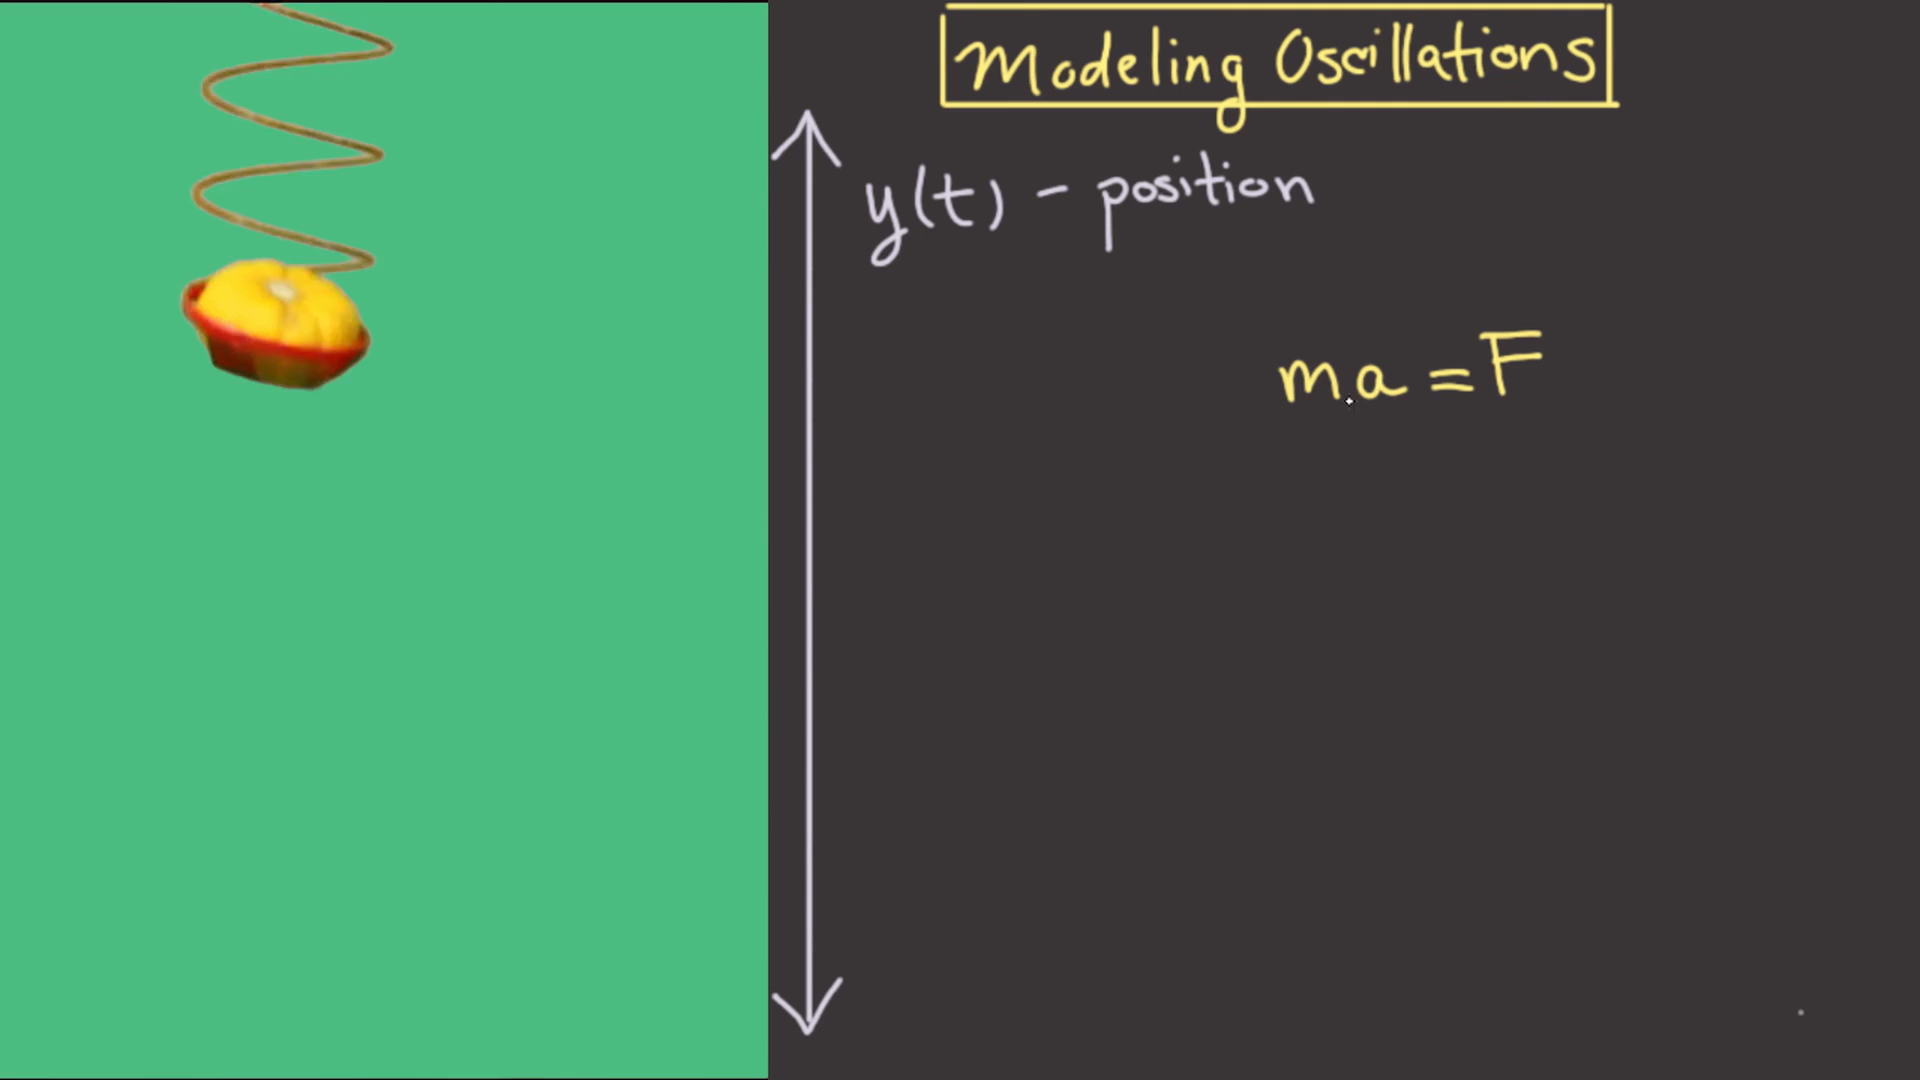 Modeling Oscillations
y(t) - position
ma = F